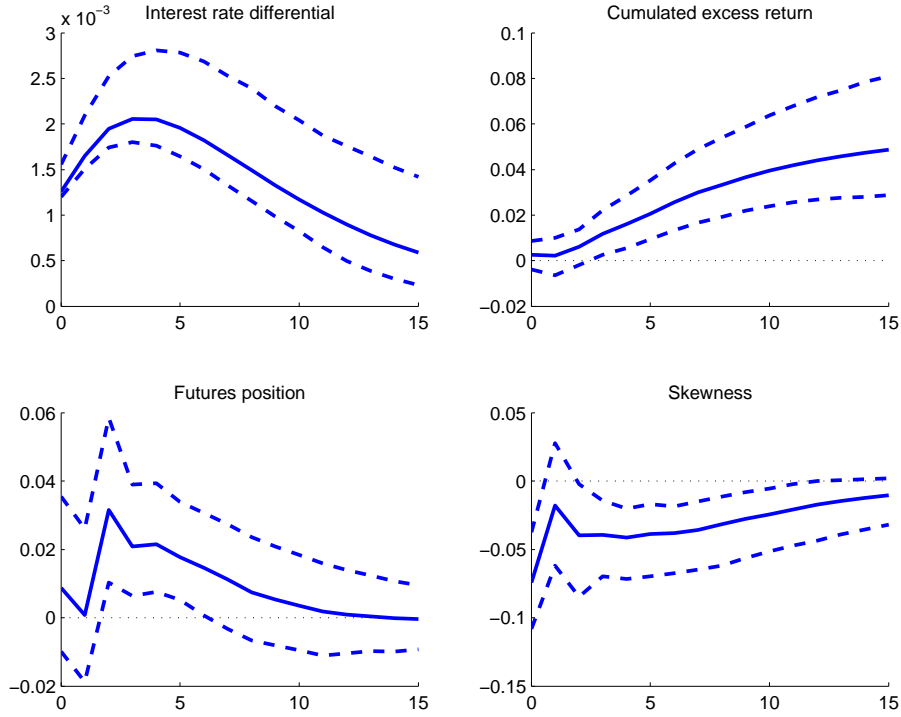 Interest rate differential
x 10⁻³
3
2.5
2
1.5
1
0.5
0
0 5 10 15
Cumulated excess return
0.1
0.08
0.06
0.04
0.02
0
−0.02
0 5 10 15
Futures position
0.06
0.04
0.02
0
−0.02
0 5 10 15
Skewness
0.05
0
−0.05
−0.1
−0.15
0 5 10 15